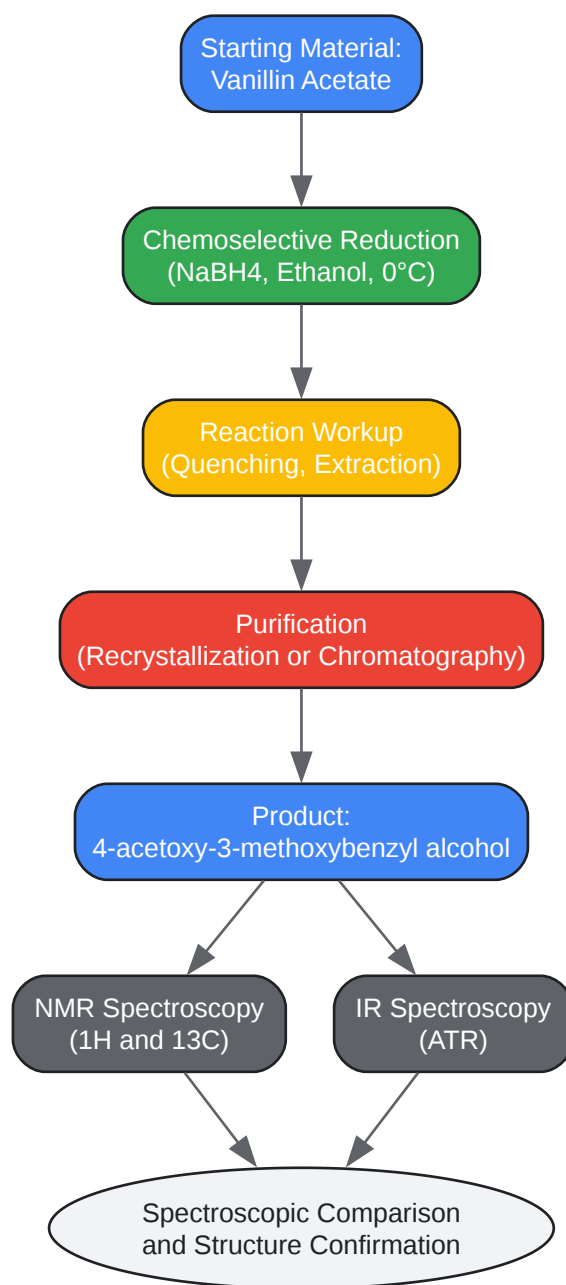 Starting Material:
Vanillin Acetate
Chemoselective Reduction
(NaBH4, Ethanol, 0°C)
Reaction Workup
(Quenching, Extraction)
Purification
(Recrystallization or Chromatography)
Product:
4-acetoxy-3-methoxybenzyl alcohol
NMR Spectroscopy
(1H and 13C)
IR Spectroscopy
(ATR)
Spectroscopic Comparison
and Structure Confirmation